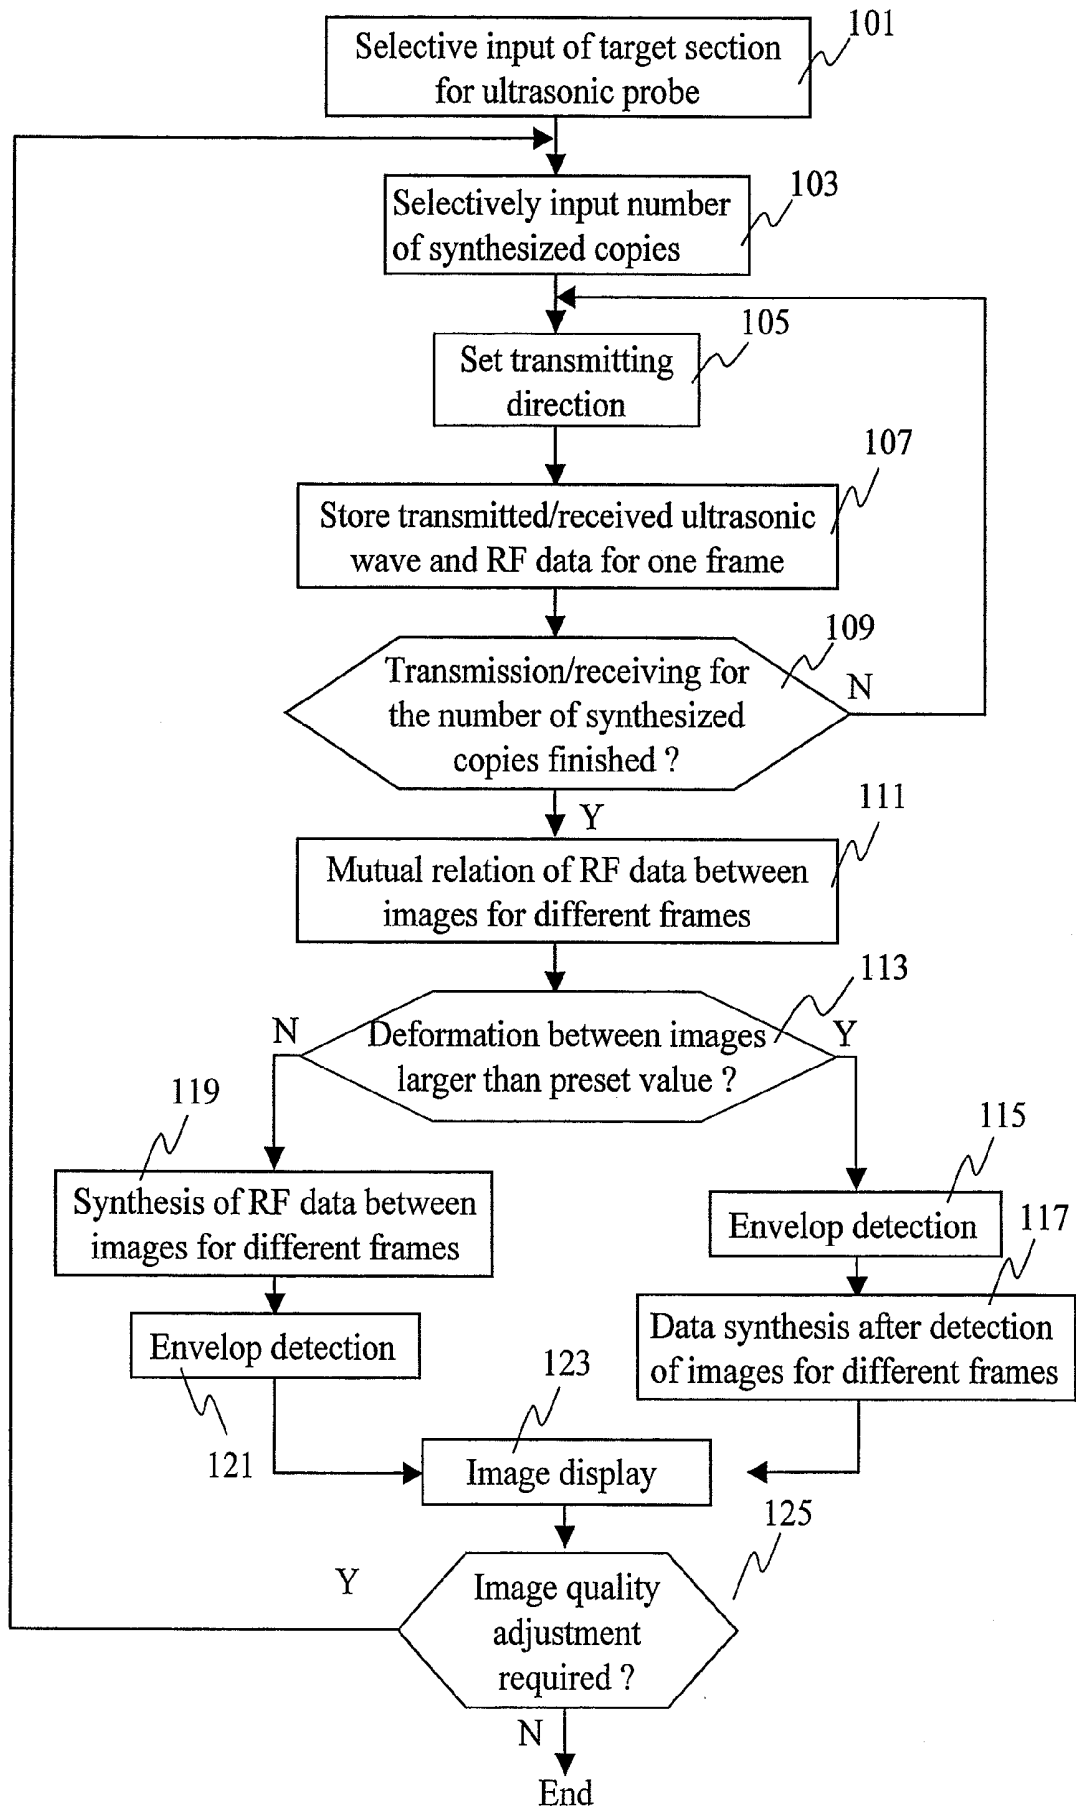 101
Selective input of target section
for ultrasonic probe
103
Selectively input number
of synthesized copies
105
Set transmitting
direction
107
Store transmitted/received ultrasonic
wave and RF data for one frame
109
Transmission/receiving for
the number of synthesized
copies finished ?
N
Y
111
Mutual relation of RF data between
images for different frames
113
N
Deformation between images
larger than preset value ?
Y
119
Synthesis of RF data between
images for different frames
115
Envelop detection
117
Data synthesis after detection
of images for different frames
Envelop detection
121
123
Image display
125
Y
Image quality
adjustment
required ?
N
End